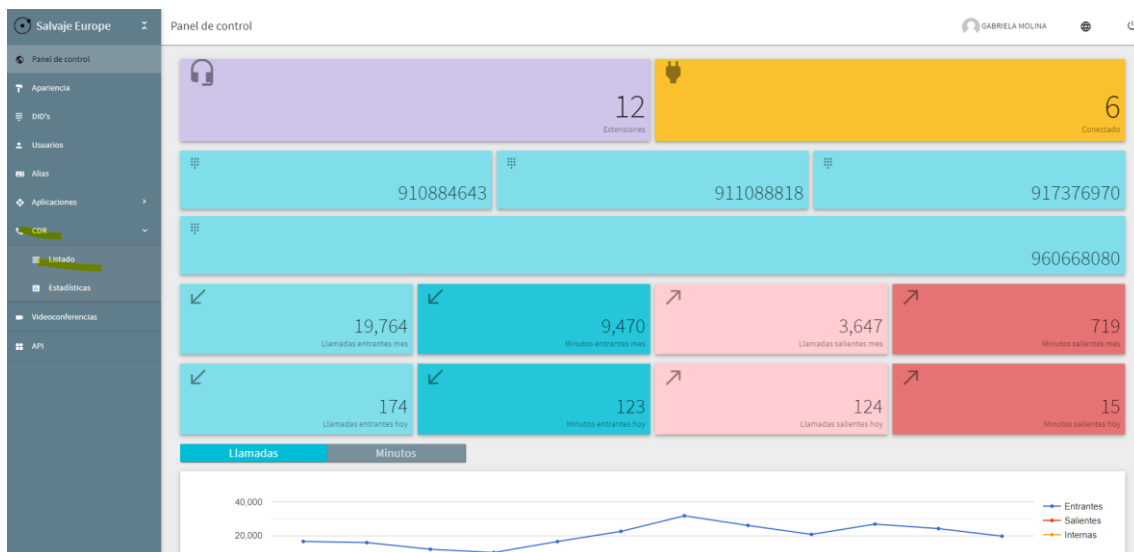 Salvaje Europe
Panel de control
GABRIELA MOLINA
Panel de control
Apariencia
DID's
Usuarios
Alias
Aplicaciones
CDR
Listado
Estadísticas
Videoconferencias
API
12
Extensiones
6
Conectado
910884643
911088818
917376970
960668080
19,764
Llamadas entrantes mes
9,470
Minutos entrantes mes
3,647
Llamadas salientes mes
719
Minutos salientes mes
174
Llamadas entrantes hoy
123
Minutos entrantes hoy
124
Llamadas salientes hoy
15
Minutos salientes hoy
Llamadas
Minutos
40,000
20,000
Entrantes
Salientes
Internas